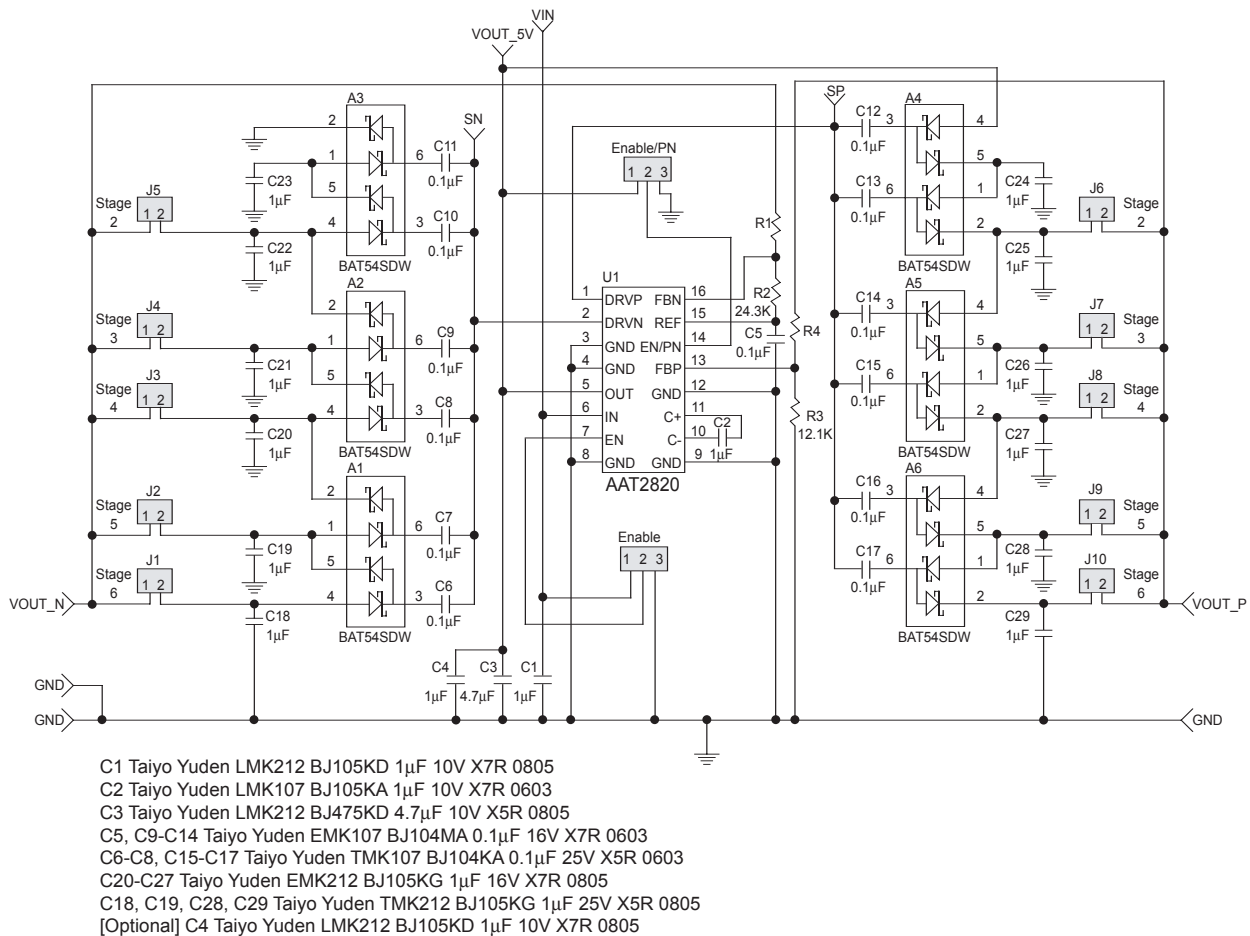 VIN
VOUT_5V
A3
SN
SP
C12
A4
2
3
4
0.1µF
Enable/PN
1 2 3
1
6
C11
0.1µF
C23
1µF
5
C13
6
0.1µF
5
1
C24
1µF
J5
Stage
2
1 2
C22
1µF
4
3
C10
0.1µF
BAT54SDW
R1
2
C25
1µF
J6
1 2
Stage
2
BAT54SDW
A2
U1
A5
1 DRVP FBN 16
2 DRVN REF 15
3 GND EN/PN 14
4 GND FBP 13
5 OUT GND 12
6 IN C+ 11
7 EN C- 10
8 GND GND 9
AAT2820
R2
24.3K
C5
0.1µF
R4
R3
12.1K
C2
1µF
J4
Stage
3
1 2
C21
1µF
2
1
5
6
C9
0.1µF
J3
Stage
4
1 2
C20
1µF
4
3
C8
0.1µF
BAT54SDW
C14
3
0.1µF
4
5
C15
6
0.1µF
1
2
C26
1µF
J7
1 2
Stage
3
J8
1 2
Stage
4
C27
1µF
BAT54SDW
A1
A6
J2
Stage
5
1 2
C19
1µF
2
1
5
6
C7
0.1µF
J1
Stage
6
1 2
VOUT_N
C18
1µF
4
3
C6
0.1µF
BAT54SDW
Enable
1 2 3
C16
3
0.1µF
4
5
C17
6
0.1µF
1
2
C28
1µF
J9
1 2
Stage
5
J10
1 2
Stage
6
VOUT_P
C29
1µF
BAT54SDW
C4
1µF
C3
4.7µF
C1
1µF
GND
GND
GND
C1 Taiyo Yuden LMK212 BJ105KD 1µF 10V X7R 0805
C2 Taiyo Yuden LMK107 BJ105KA 1µF 10V X7R 0603
C3 Taiyo Yuden LMK212 BJ475KD 4.7µF 10V X5R 0805
C5, C9-C14 Taiyo Yuden EMK107 BJ104MA 0.1µF 16V X7R 0603
C6-C8, C15-C17 Taiyo Yuden TMK107 BJ104KA 0.1µF 25V X5R 0603
C20-C27 Taiyo Yuden EMK212 BJ105KG 1µF 16V X7R 0805
C18, C19, C28, C29 Taiyo Yuden TMK212 BJ105KG 1µF 25V X5R 0805
[Optional] C4 Taiyo Yuden LMK212 BJ105KD 1µF 10V X7R 0805